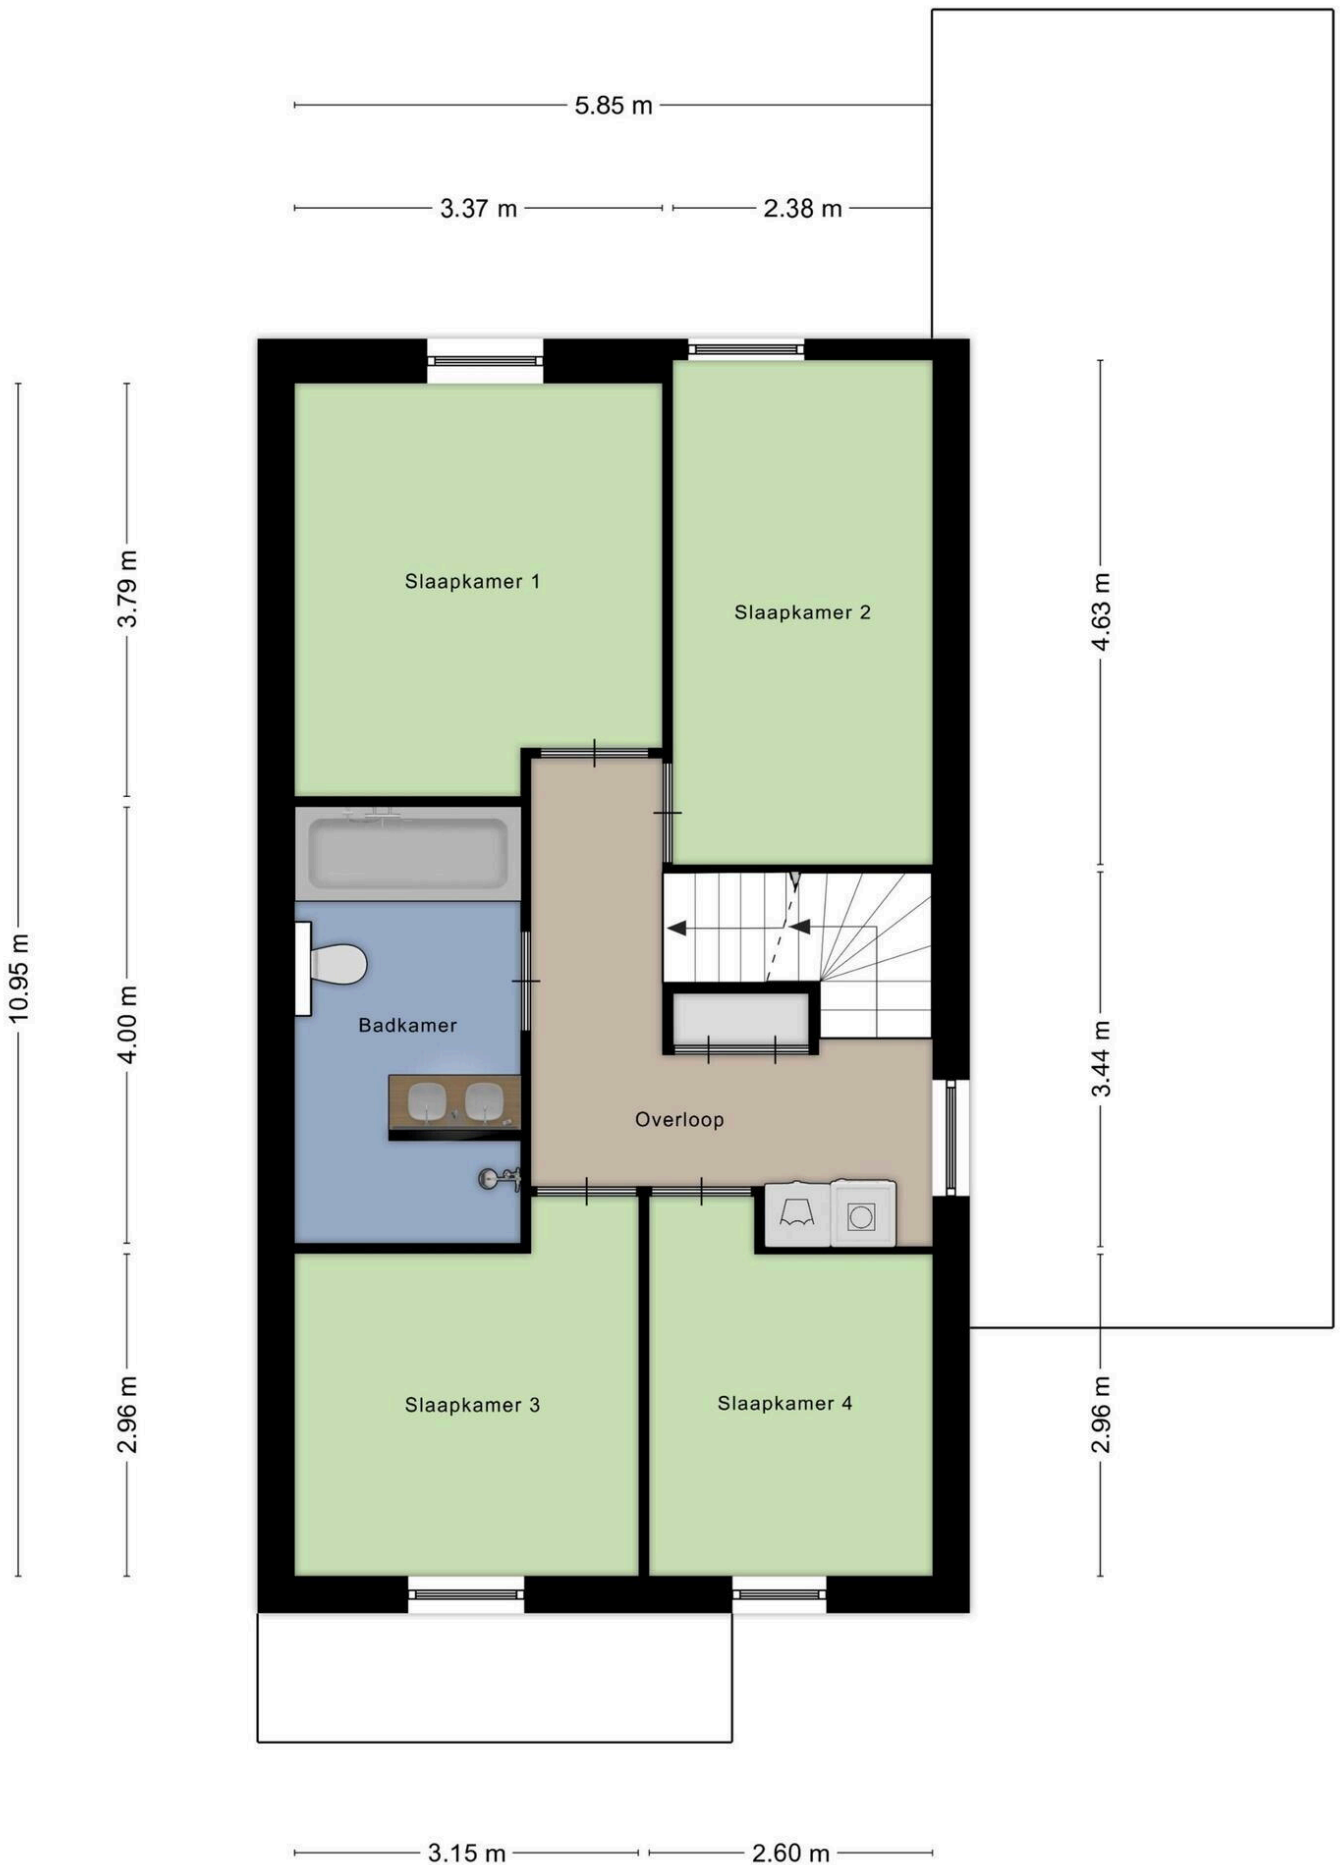 5.85 m
3.37 m
2.38 m
Slaapkamer 1
3.79 m
Slaapkamer 2
4.63 m
10.95 m
4.00 m
Badkamer
3.44 m
Overloop
Slaapkamer 3
Slaapkamer 4
2.96 m
2.96 m
3.15 m
2.60 m